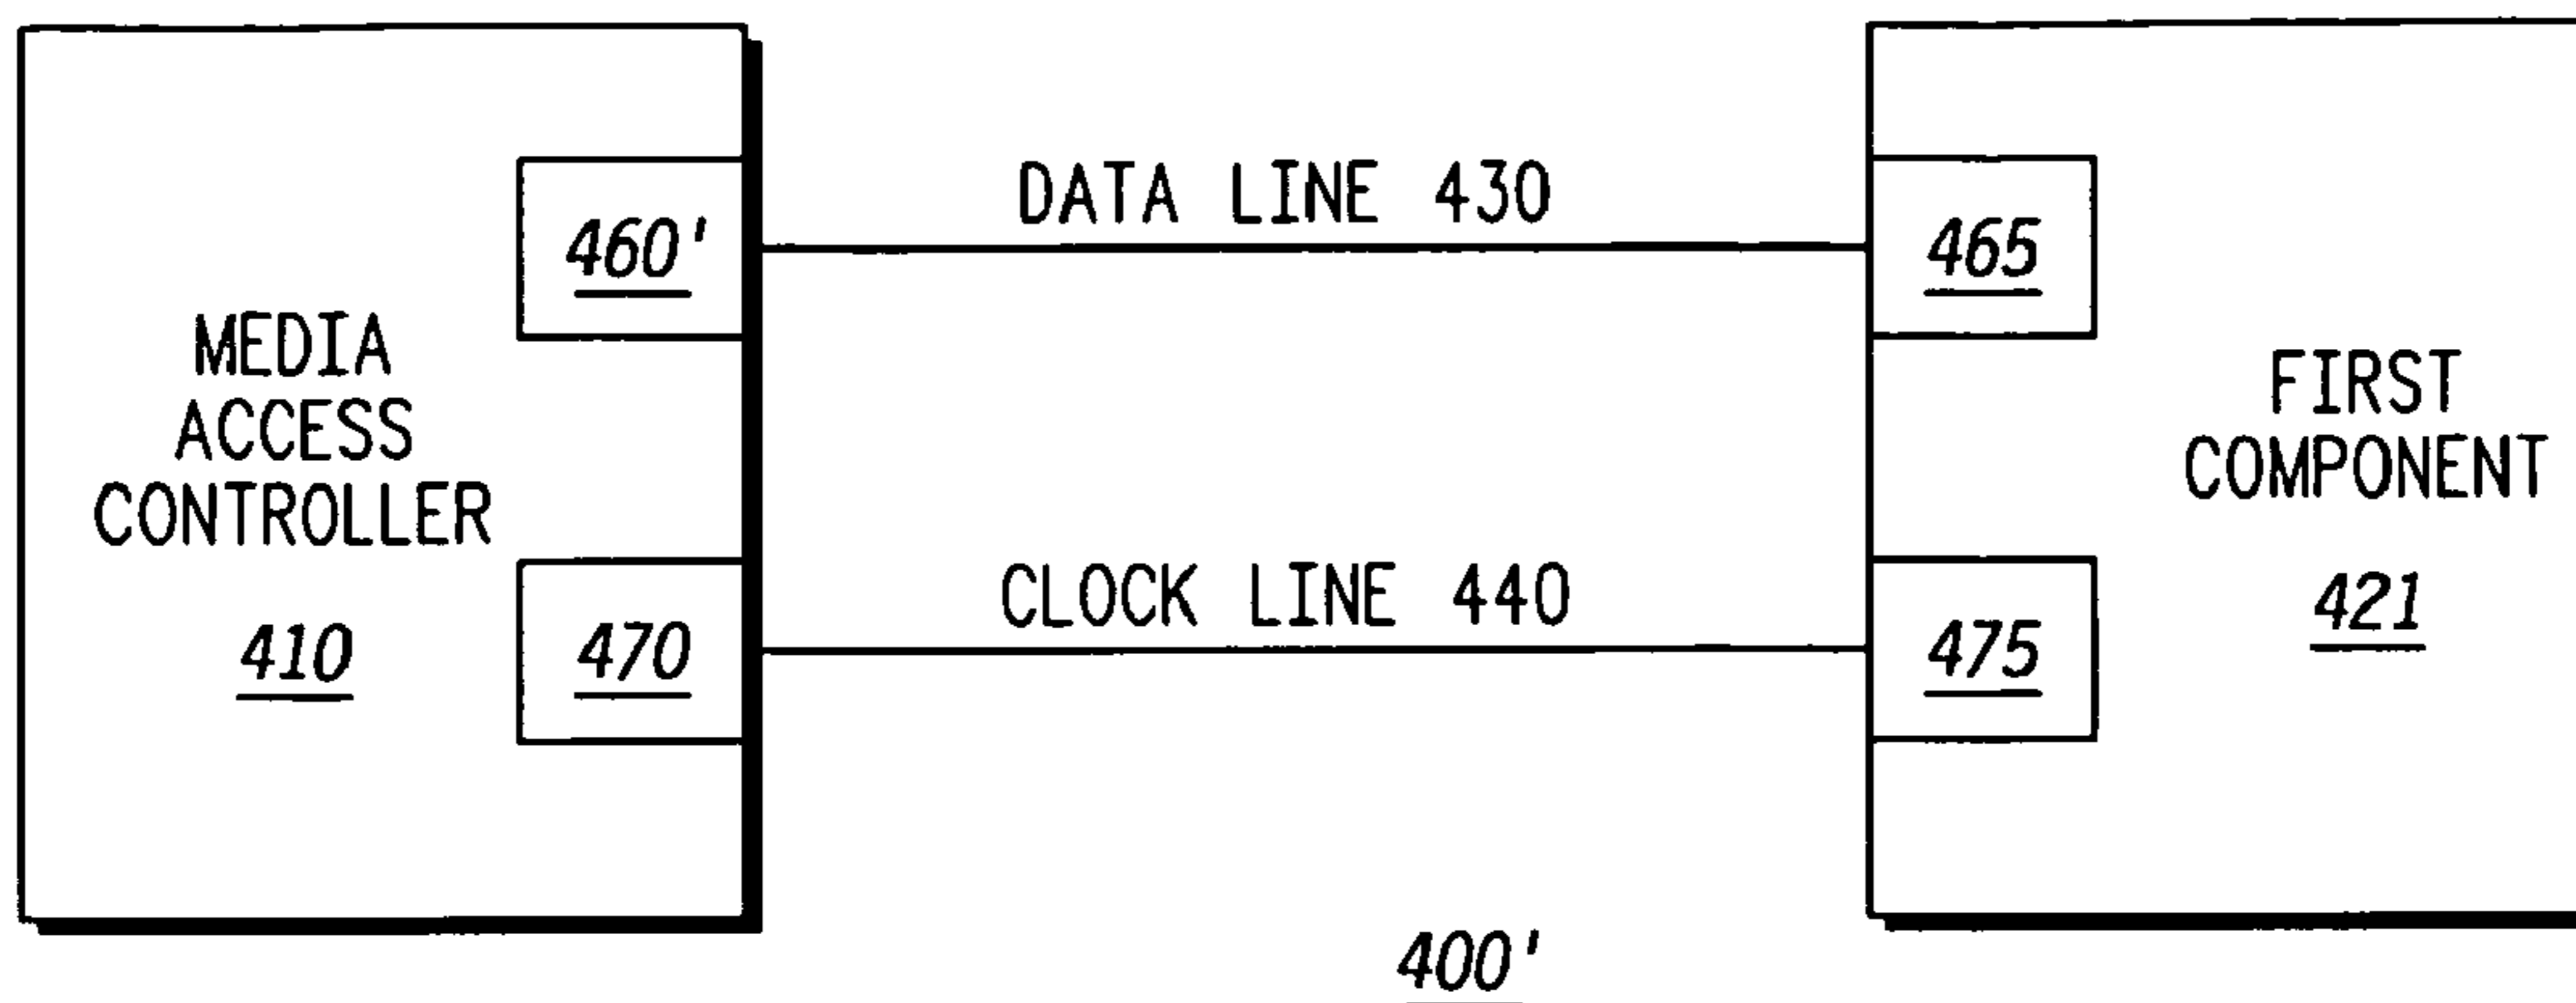 MEDIA
ACCESS
CONTROLLER
410
460'
470
DATA LINE 430
CLOCK LINE 440
465
475
FIRST
COMPONENT
421
400'